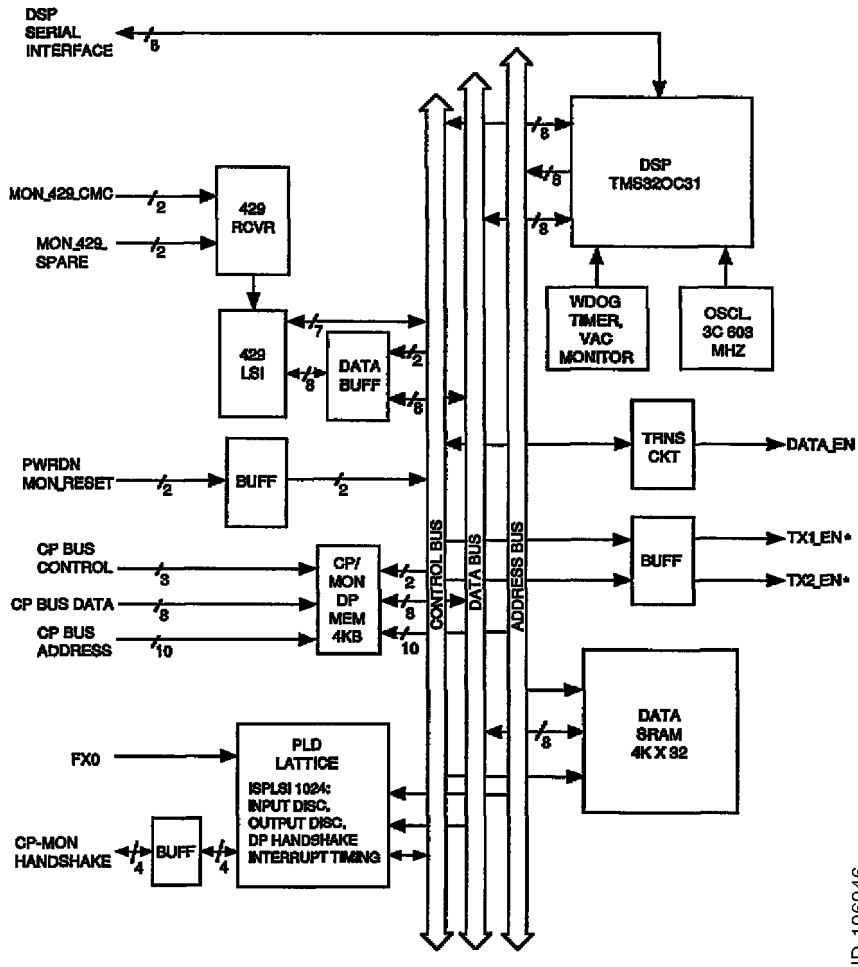 DSP
SERIAL
INTERFACE
6
8
DSP
TMS320C31
8
8
MON_429_CMC
2
429
RCVR
MON_429_
SPARE
2
WDOG
TIMER,
VAC
MONITOR
OSCL.
3C 603
MHZ
429
LSI
7
8
DATA
BUFF
2
8
TRNS
CKT
DATA_EN
PWRDN
MON_RESET
2
BUFF
2
CONTROL BUS
DATA BUS
ADDRESS BUS
BUFF
TX1_EN*
TX2_EN*
CP BUS
CONTROL
3
CP BUS DATA
8
CP BUS
ADDRESS
10
CP/
MON
DP
MEM
4KB
2
8
10
DATA
SRAM
4K X 32
8
FX0
PLD
LATTICE
ISPLSI 1024:
INPUT DISC.
OUTPUT DISC.
DP HANDSHAKE
INTERRUPT TIMING
CP-MON
HANDSHAKE
4
BUFF
4